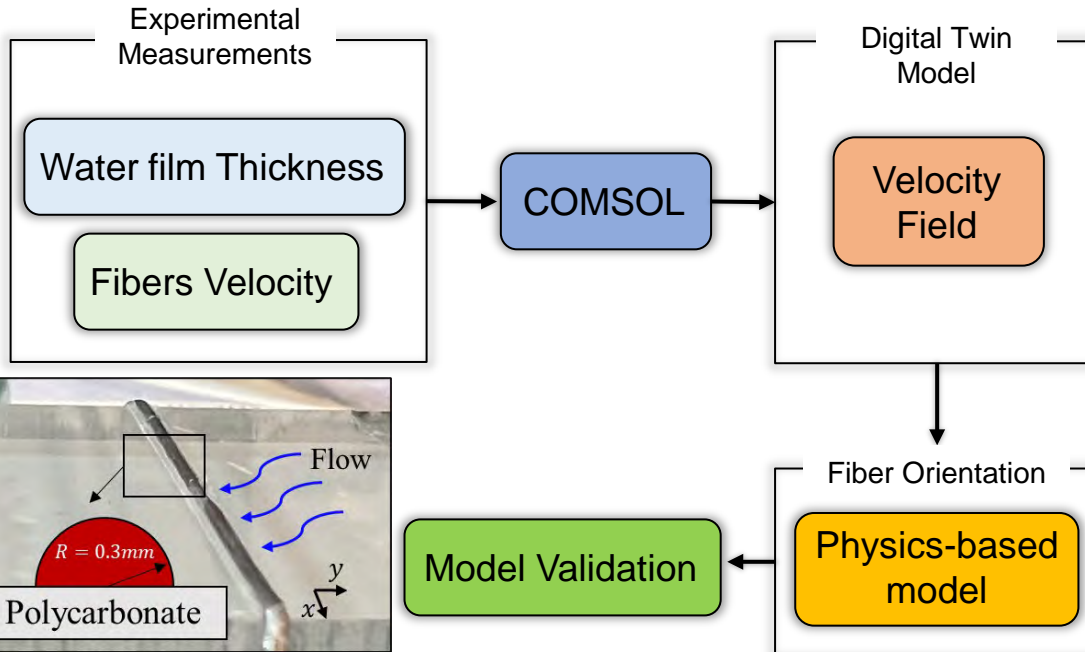 Experimental
Measurements
Water film Thickness
Fibers Velocity
COMSOL
Digital Twin
Model
Velocity
Field
Fiber Orientation
Physics-based
model
Model Validation
Flow
R = 0.3mm
Polycarbonate
y
x